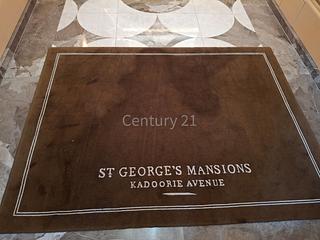 Century 21
ST GEORGE'S MANSIONS
KADOORIE AVENUE